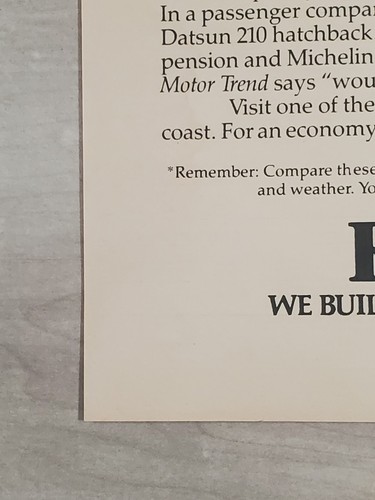 In a passenger compar
Datsun 210 hatchback
pension and Michelin
Motor Trend says "wou
Visit one of the
coast. For an economy
*Remember: Compare these
and weather. Yo
WE BUIL